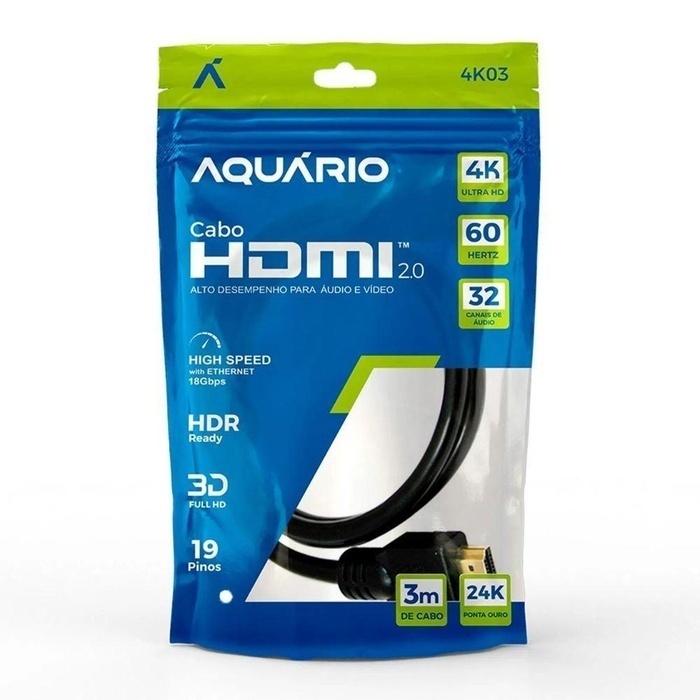 4K03
AQUÁRIO
4K
ULTRA HD
Cabo
HDMI™ 2.0
ALTO DESEMPENHO PARA ÁUDIO E VÍDEO
60
HERTZ
32
CANAIS DE
ÁUDIO
HIGH SPEED
with ETHERNET
18Gbps
HDR
Ready
3D
FULL HD
19
Pinos
3m
DE CABO
24K
PONTA OURO